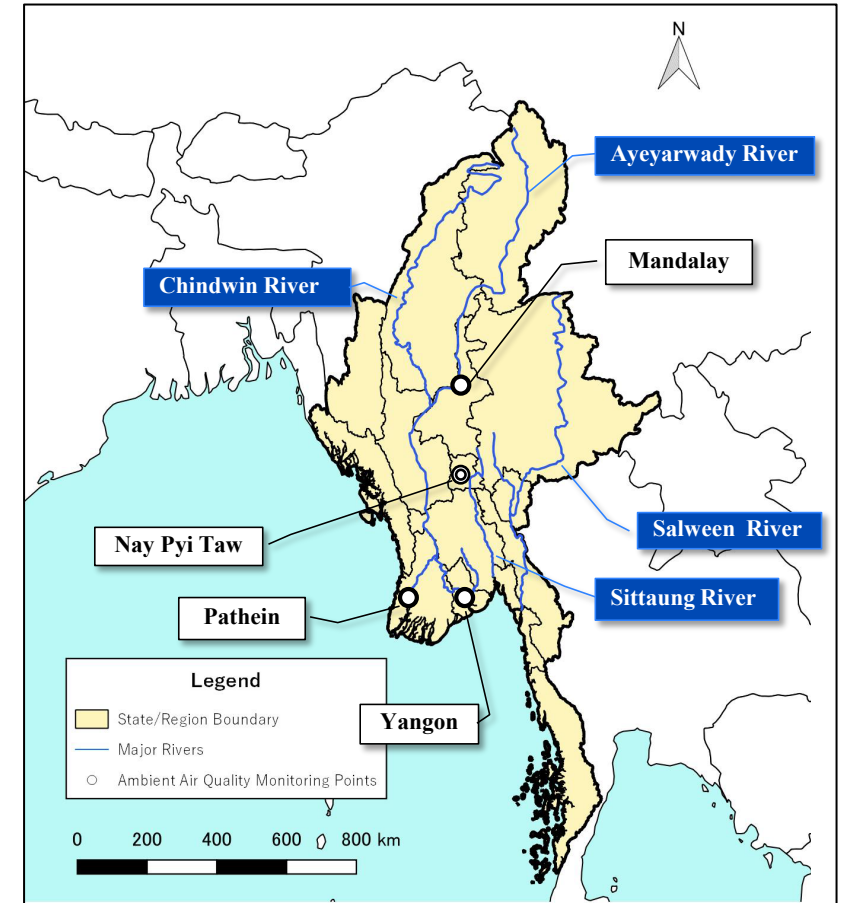 N
Ayeyarwady River
Mandalay
Chindwin River
Salween River
Nay Pyi Taw
Sittaung River
Pathein
Yangon
Legend
State/Region Boundary
Major Rivers
Ambient Air Quality Monitoring Points
0 200 400 600 800 km